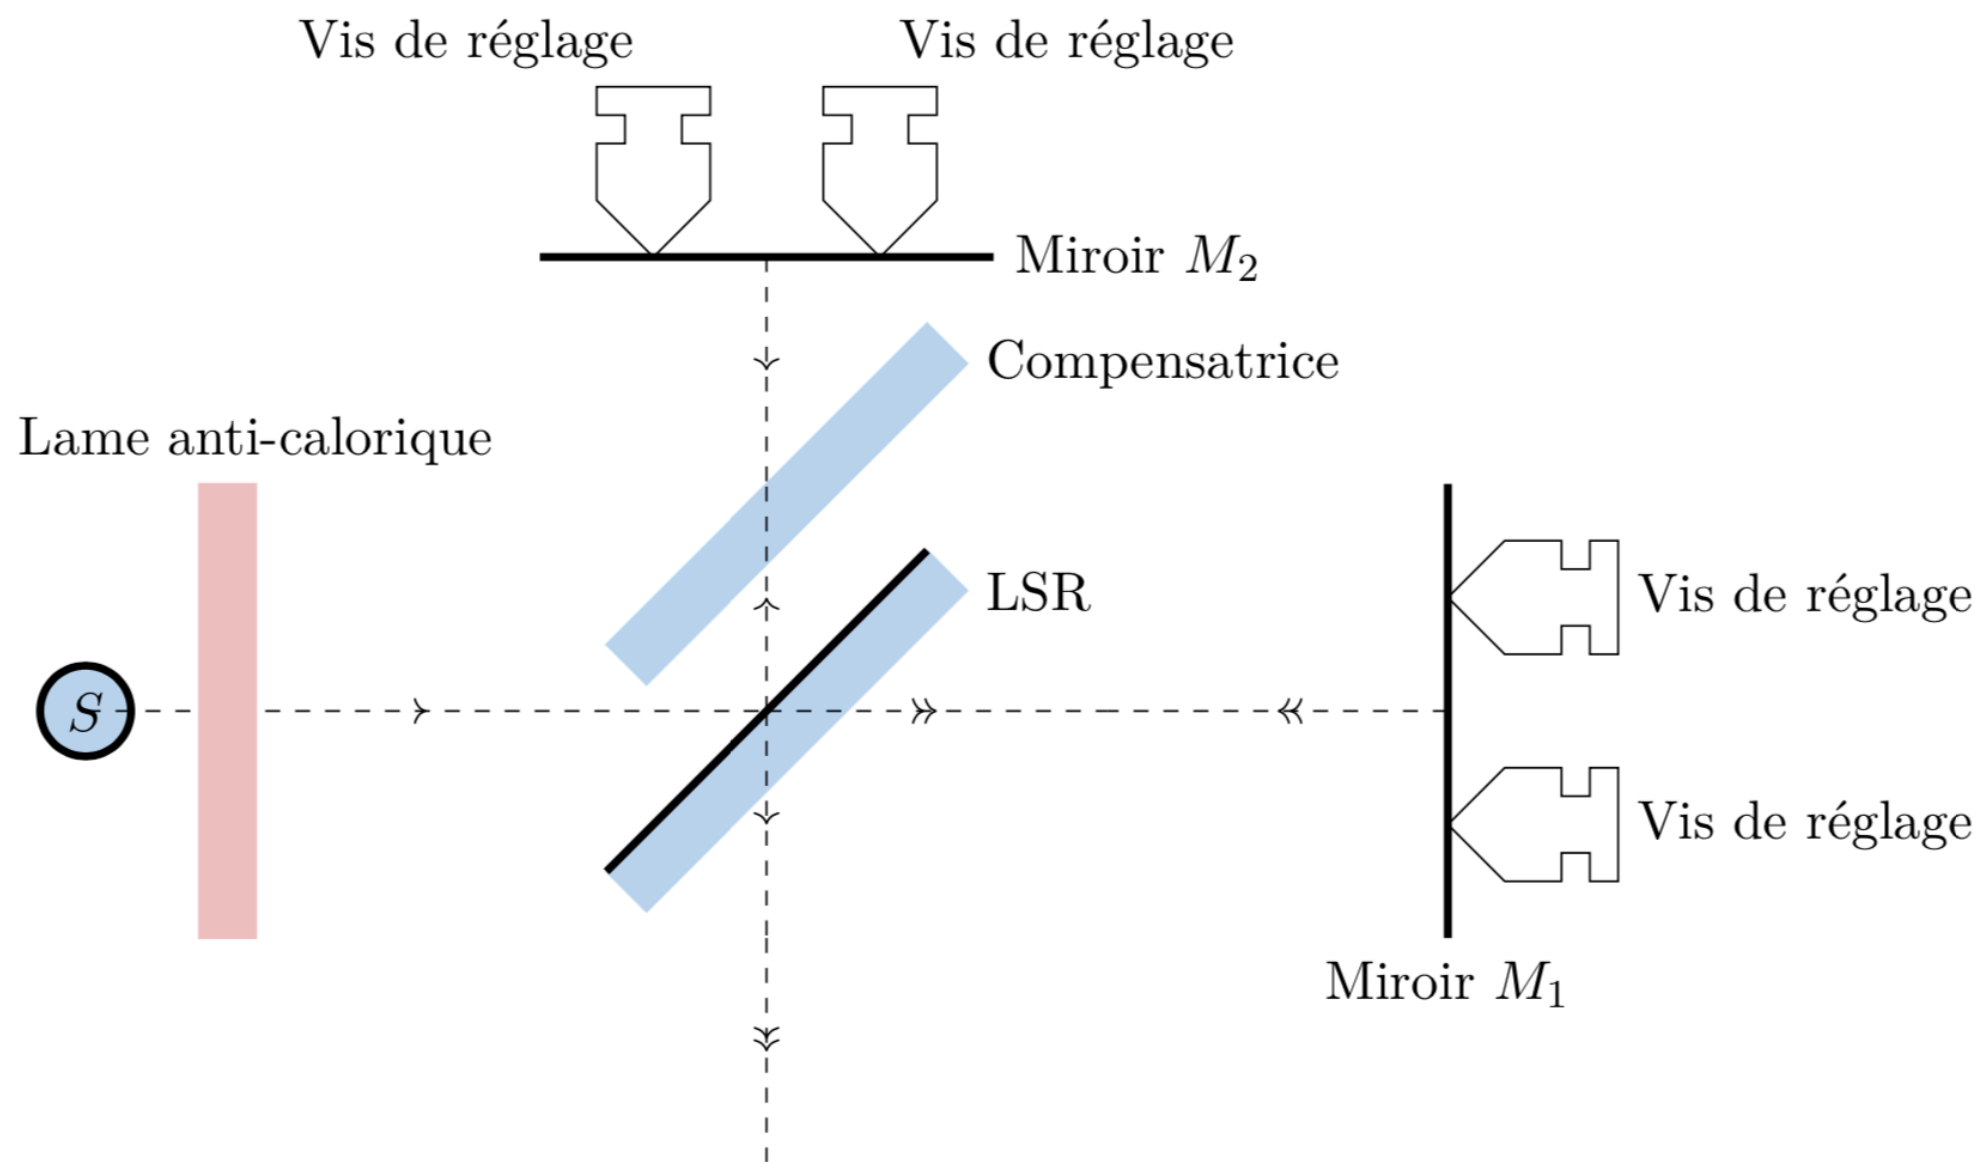 Vis de réglage
Vis de réglage
Miroir M₂
Compensatrice
Lame anti-calorique
LSR
S
Vis de réglage
Vis de réglage
Miroir M₁